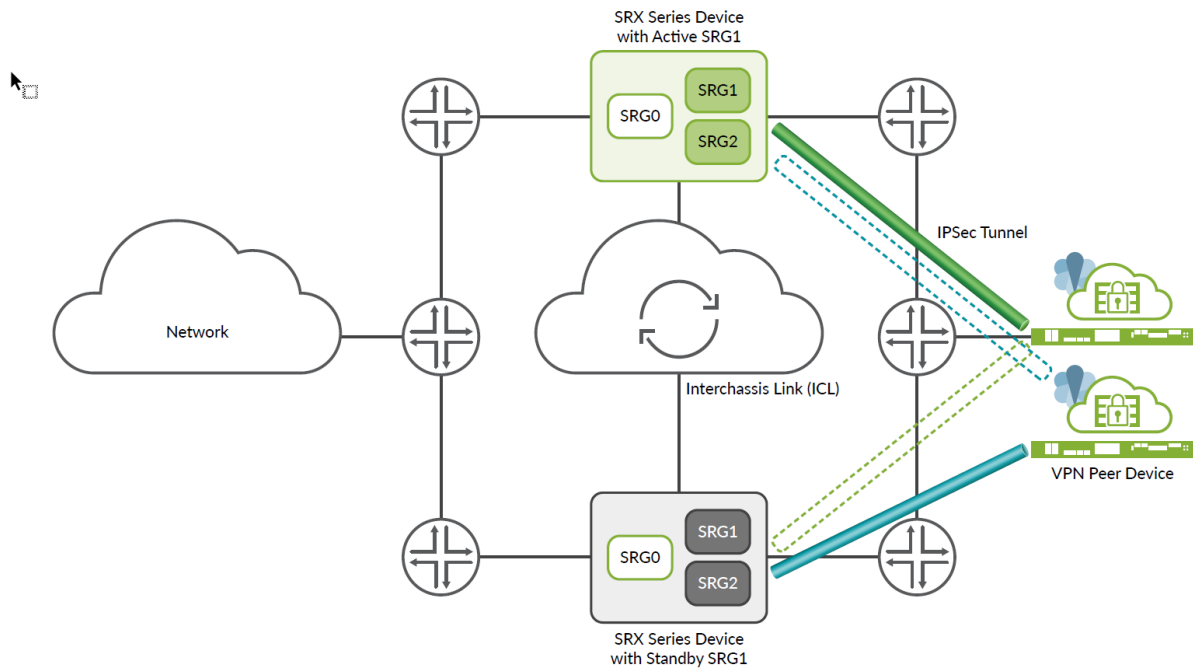 SRX Series Device
with Active SRG1
SRG0
SRG1
SRG2
IPSec Tunnel
Network
Interchassis Link (ICL)
VPN Peer Device
SRG0
SRG1
SRG2
SRX Series Device
with Standby SRG1